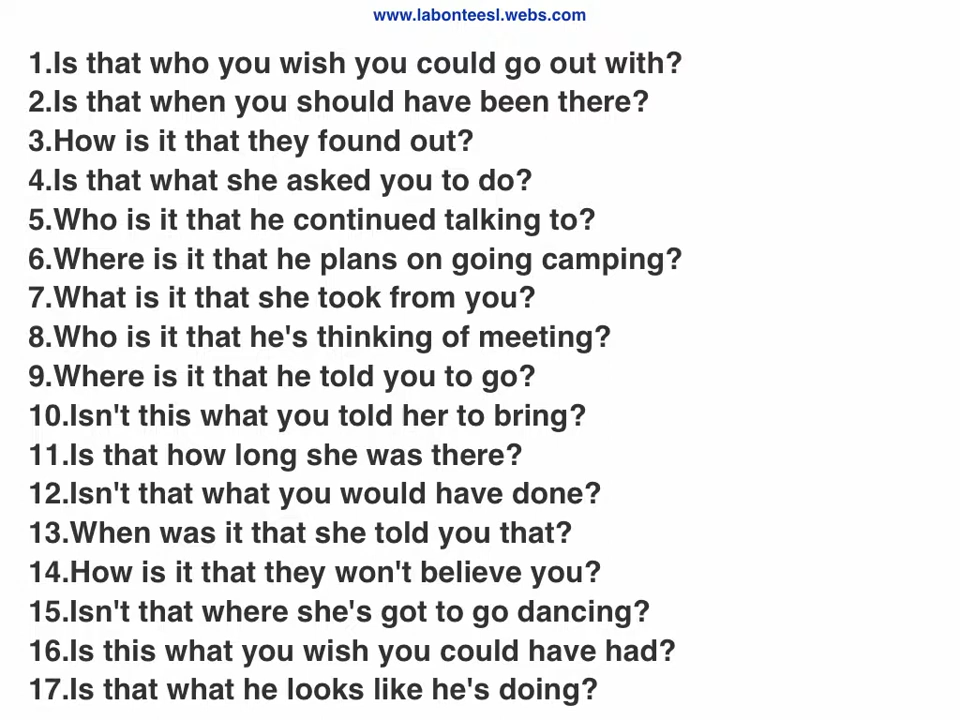 www.labonteesl.webs.com
1.Is that who you wish you could go out with?
2.Is that when you should have been there?
3.How is it that they found out?
4.Is that what she asked you to do?
5.Who is it that he continued talking to?
6.Where is it that he plans on going camping?
7.What is it that she took from you?
8.Who is it that he's thinking of meeting?
9.Where is it that he told you to go?
10.Isn't this what you told her to bring?
11.Is that how long she was there?
12.Isn't that what you would have done?
13.When was it that she told you that?
14.How is it that they won't believe you?
15.Isn't that where she's got to go dancing?
16.Is this what you wish you could have had?
17.Is that what he looks like he's doing?